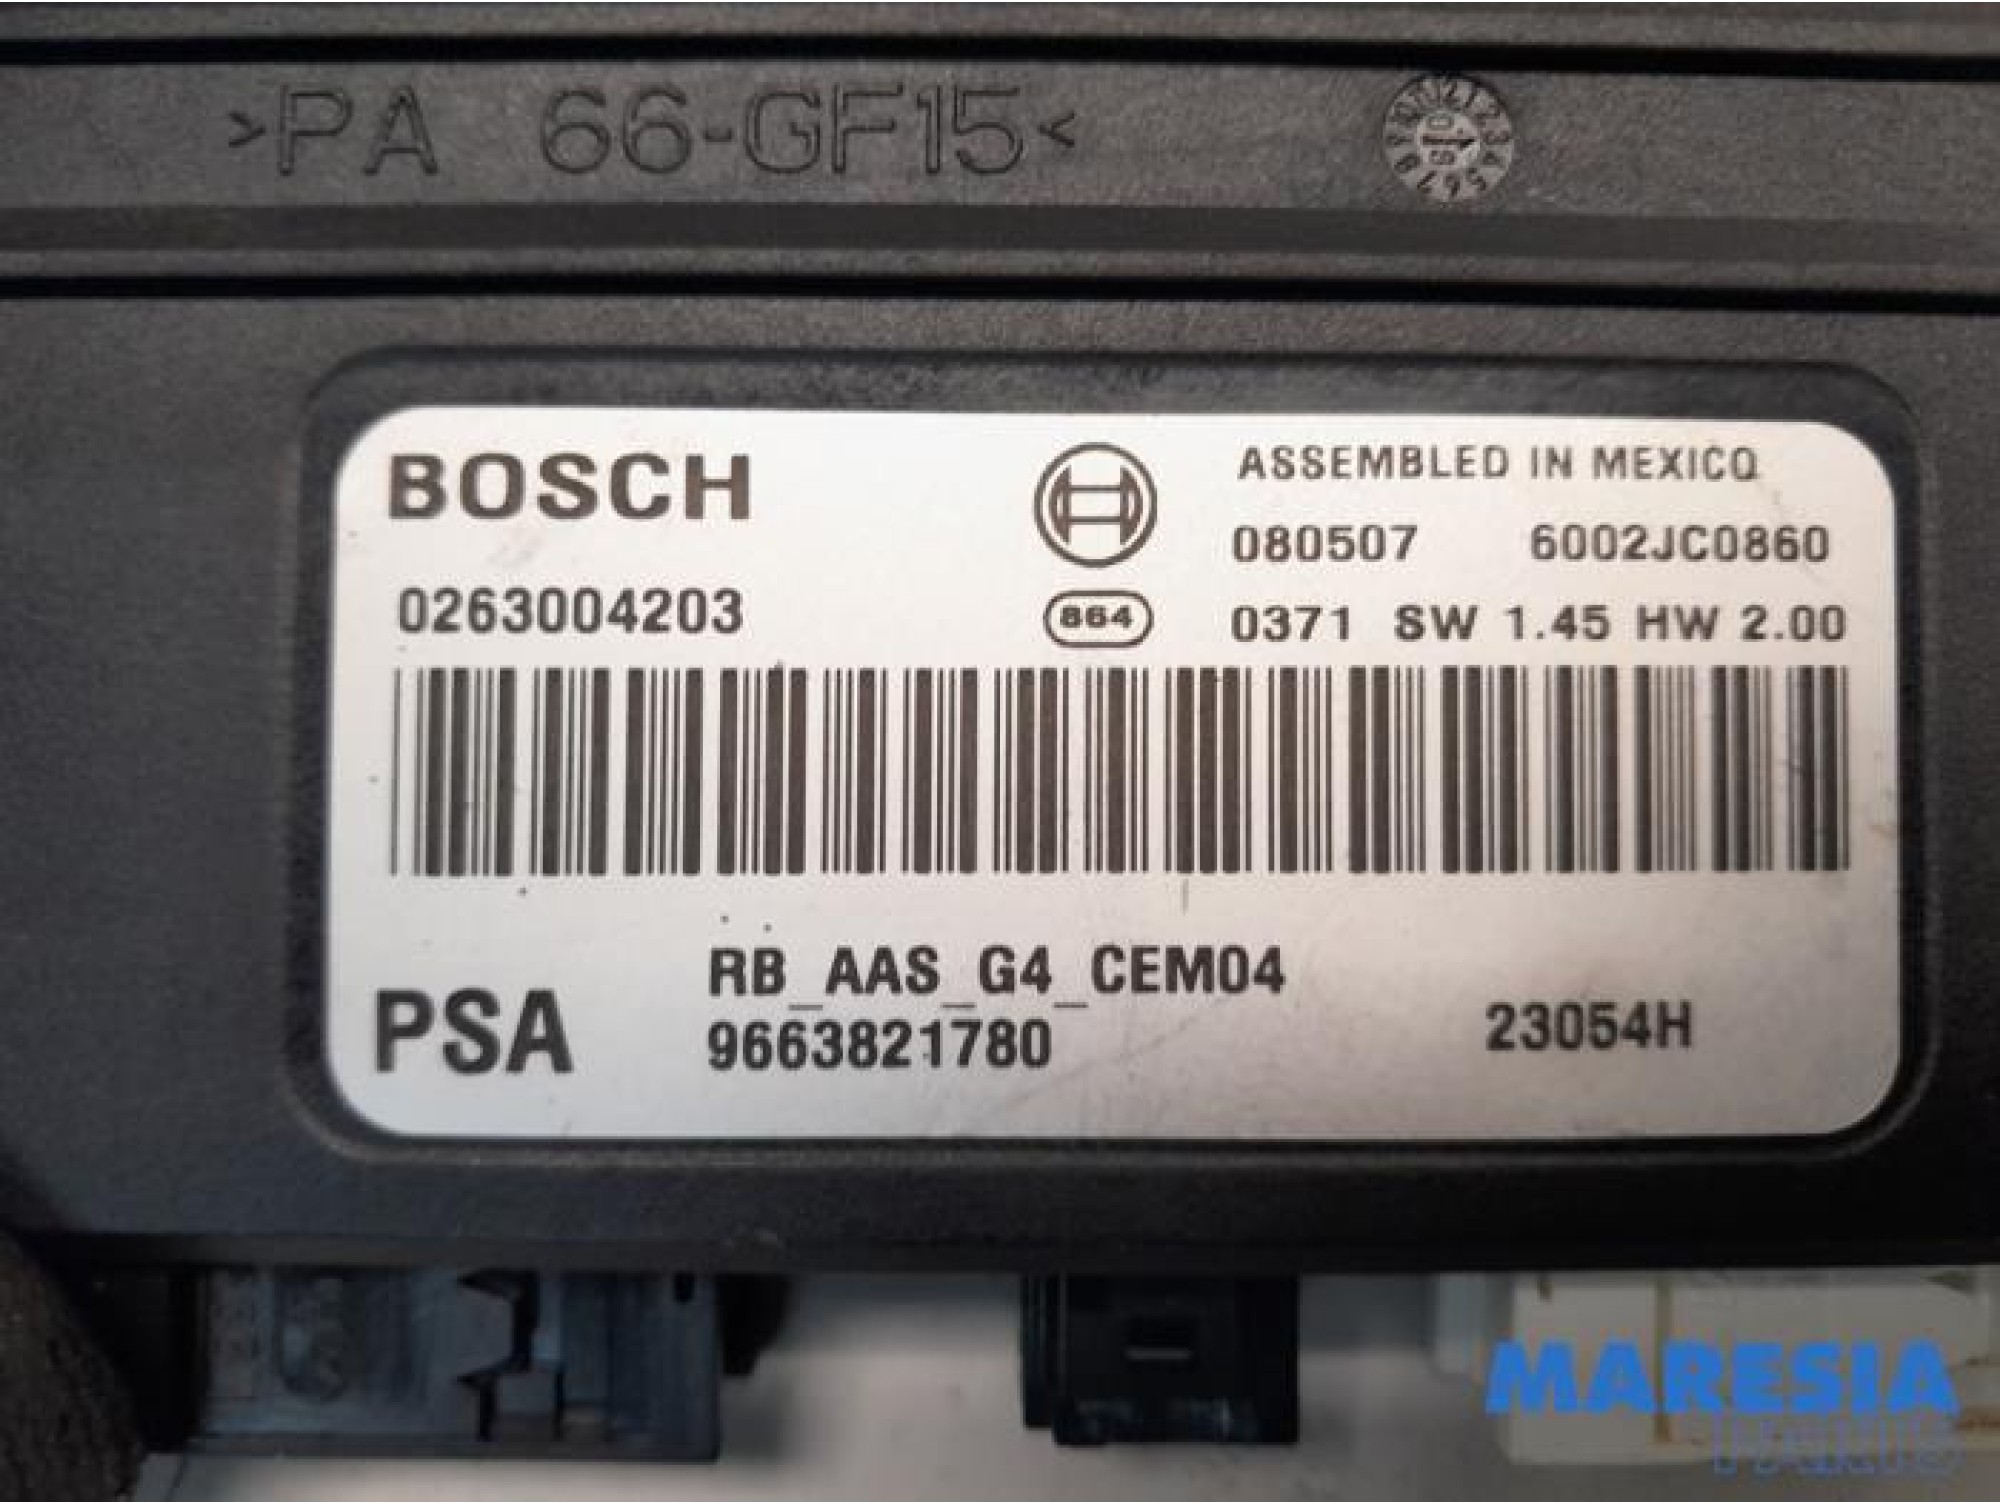 >PA 66-GF15<
BOSCH
ASSEMBLED IN MEXICO
080507 6002JC0860
0263004203
864
0371 SW 1.45 HW 2.00
RB_AAS_G4_CEM04
PSA
9663821780
23054H
MARESIA
PARTS